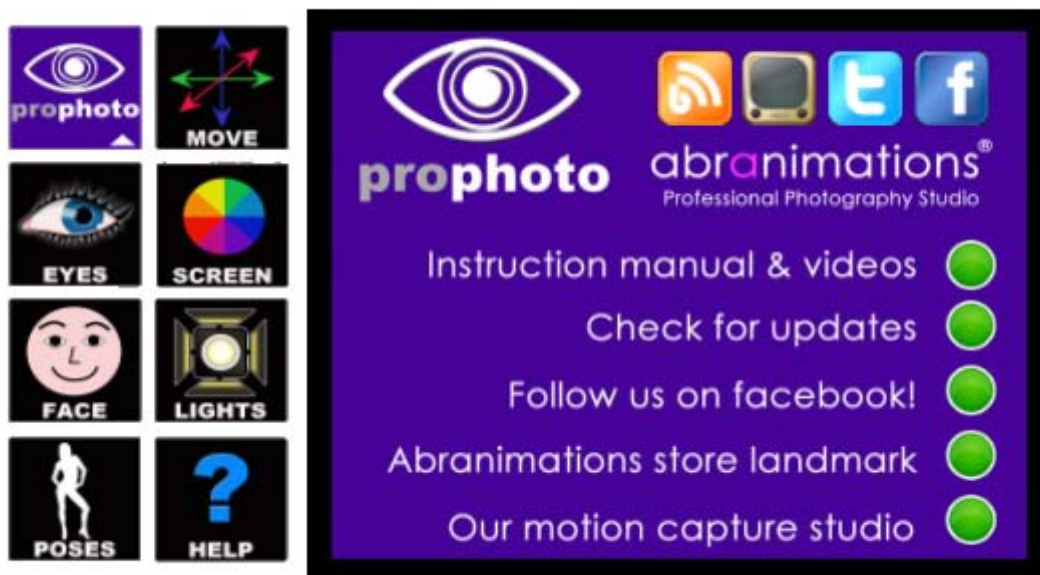 prophoto
MOVE
EYES
SCREEN
FACE
LIGHTS
POSES
?
HELP
prophoto
t
f
abranimations®
Professional Photography Studio
Instruction manual & videos
Check for updates
Follow us on facebook!
Abranimations store landmark
Our motion capture studio